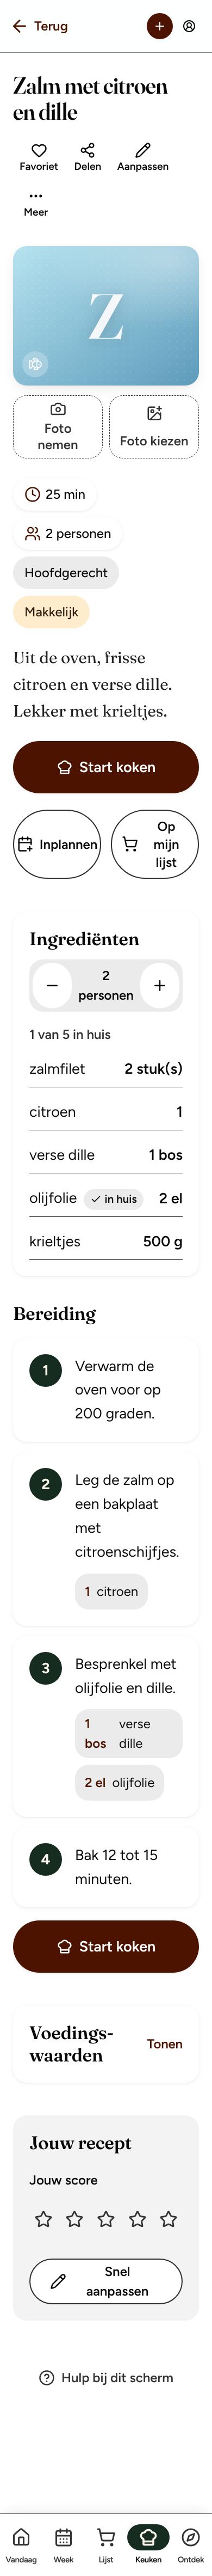 Terug
Zalm met citroen
en dille
Favoriet
Delen
Aanpassen
Meer
Z
Foto
nemen
Foto kiezen
25 min
2 personen
Hoofdgerecht
Makkelijk
Uit de oven, frisse
citroen en verse dille.
Lekker met krieltjes.
Start koken
Inplannen
Op
mijn
lijst
Ingrediënten
2
personen
1 van 5 in huis
zalmfilet 2 stuk(s)
citroen 1
verse dille 1 bos
olijfolie in huis 2 el
krieltjes 500 g
Bereiding
1
Verwarm de
oven voor op
200 graden.
2
Leg de zalm op
een bakplaat
met
citroenschijfjes.
1 citroen
3
Besprenkel met
olijfolie en dille.
1
bos
verse
dille
2 el olijfolie
4
Bak 12 tot 15
minuten.
Start koken
Voedings-
waarden
Tonen
Jouw recept
Jouw score
Snel
aanpassen
Hulp bij dit scherm
Vandaag Week Lijst Keuken Ontdek